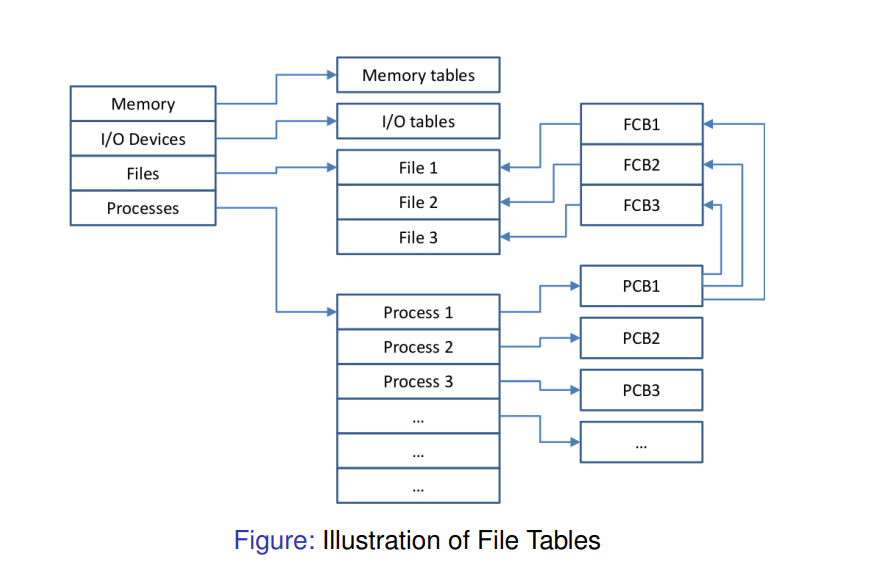 Memory
I/O Devices
Files
Processes
Memory tables
I/O tables
File 1
File 2
File 3
Process 1
Process 2
Process 3
...
...
...
FCB1
FCB2
FCB3
PCB1
PCB2
PCB3
...
Figure: Illustration of File Tables